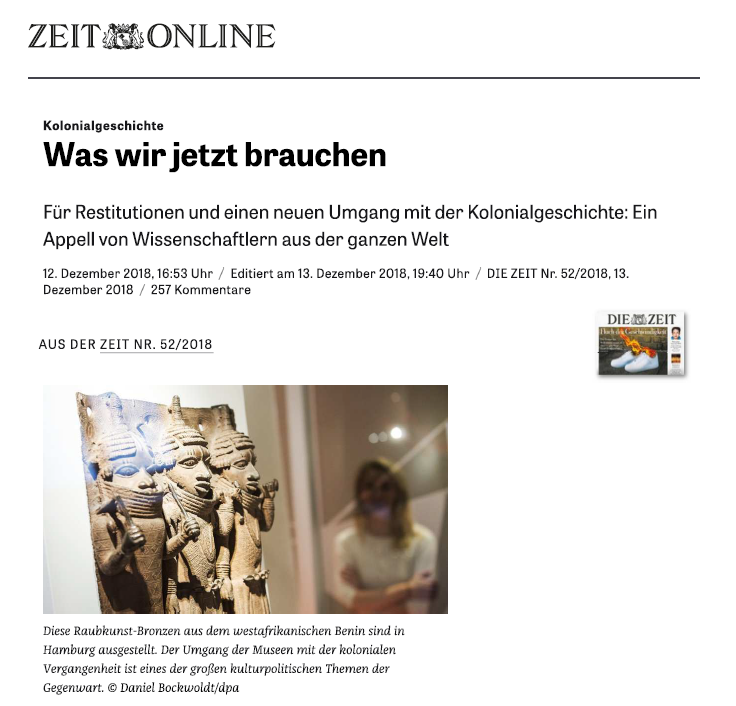 ZEIT ONLINE
Kolonialgeschichte
Was wir jetzt brauchen
Für Restitutionen und einen neuen Umgang mit der Kolonialgeschichte: Ein
Appell von Wissenschaftlern aus der ganzen Welt
12. Dezember 2018, 16:53 Uhr / Editiert am 13. Dezember 2018, 19:40 Uhr / DIE ZEIT Nr. 52/2018, 13.
Dezember 2018 / 257 Kommentare
DIE ZEIT
AUS DER ZEIT NR. 52/2018
Diese Raubkunst-Bronzen aus dem westafrikanischen Benin sind in
Hamburg ausgestellt. Der Umgang der Museen mit der kolonialen
Vergangenheit ist eines der großen kulturpolitischen Themen der
Gegenwart. © Daniel Bockwoldt/dpa